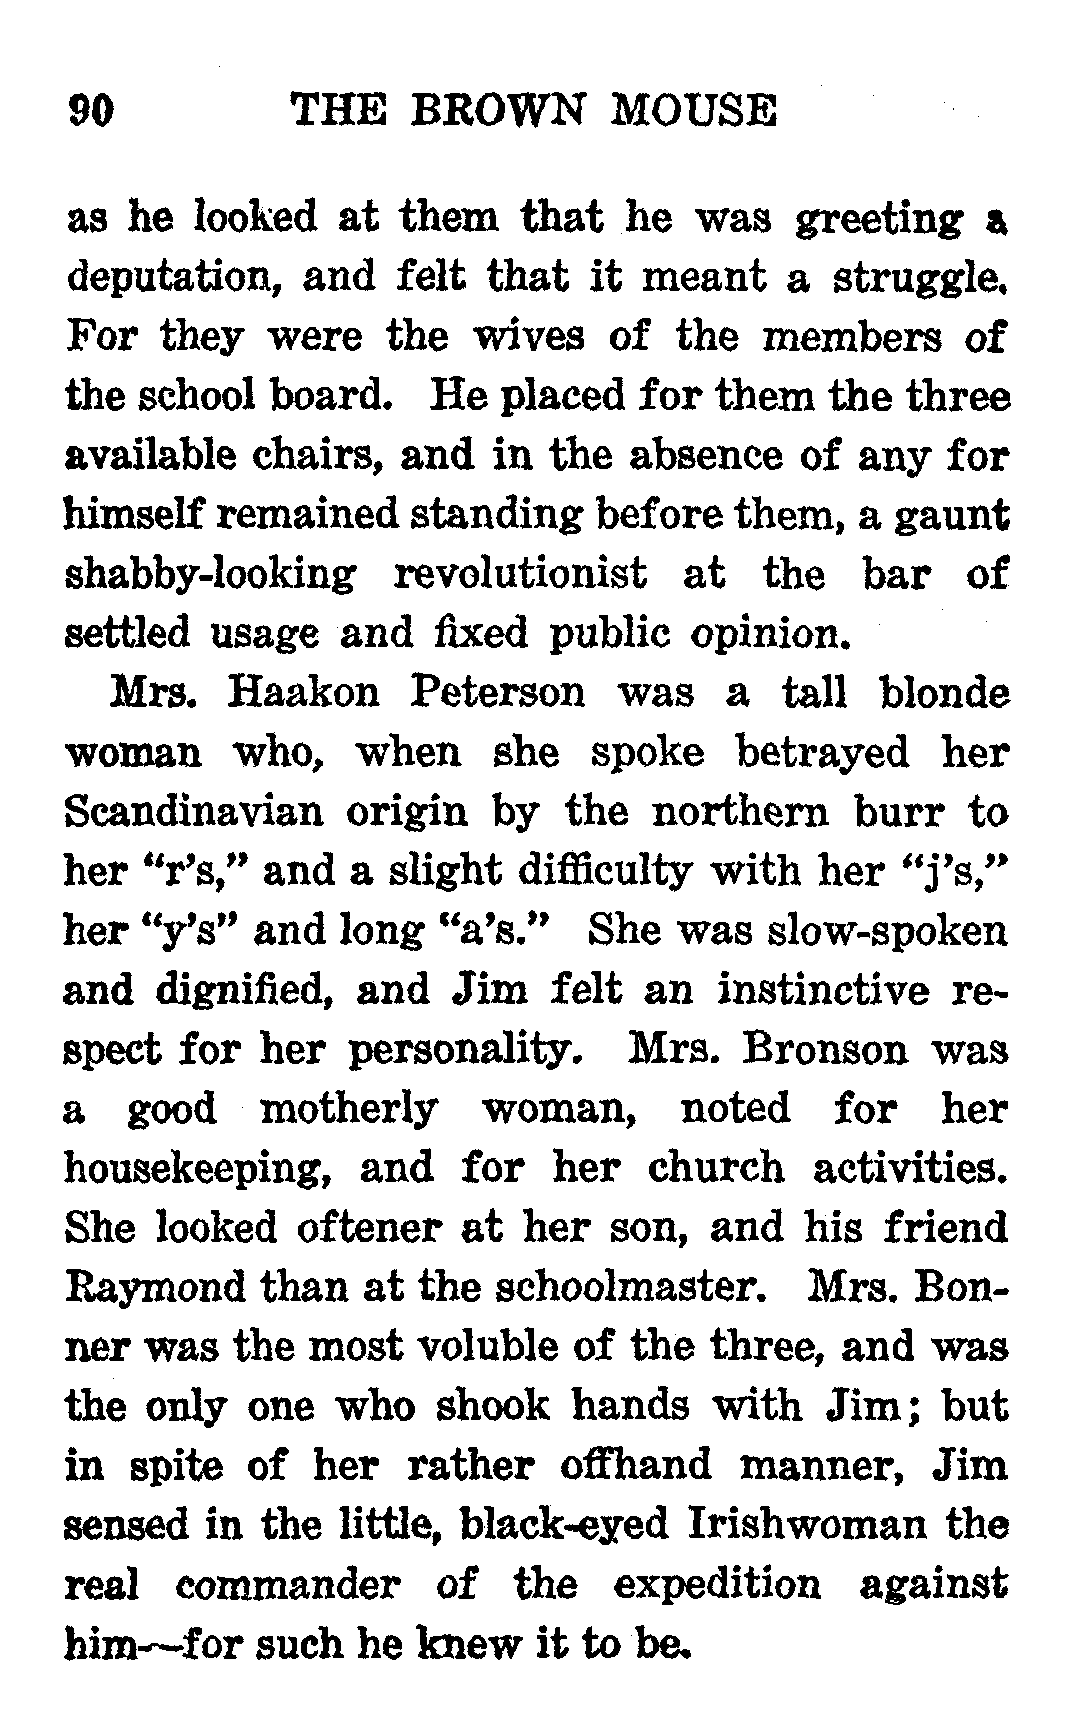 90 THE BROWN MOUSE
as he looked at them that he was greeting a
deputation, and felt that it meant a struggle.
For they were the wives of the members of
the school board. He placed for them the three
available chairs, and in the absence of any for
himself remained standing before them, a gaunt
shabby-looking revolutionist at the bar of
settled usage and fixed public opinion.
Mrs. Haakon Peterson was a tall blonde
woman who, when she spoke betrayed her
Scandinavian origin by the northern burr to
her “r’s,” and a slight difficulty with her “j’s,”
her “y’s” and long “a’s.” She was slow-spoken
and dignified, and Jim felt an instinctive re-
spect for her personality. Mrs. Bronson was
a good motherly woman, noted for her
housekeeping, and for her church activities.
She looked oftener at her son, and his friend
Raymond than at the schoolmaster. Mrs. Bon-
ner was the most voluble of the three, and was
the only one who shook hands with Jim; but
in spite of her rather offhand manner, Jim
sensed in the little, black-eyed Irishwoman the
real commander of the expedition against
him—for such he knew it to be.